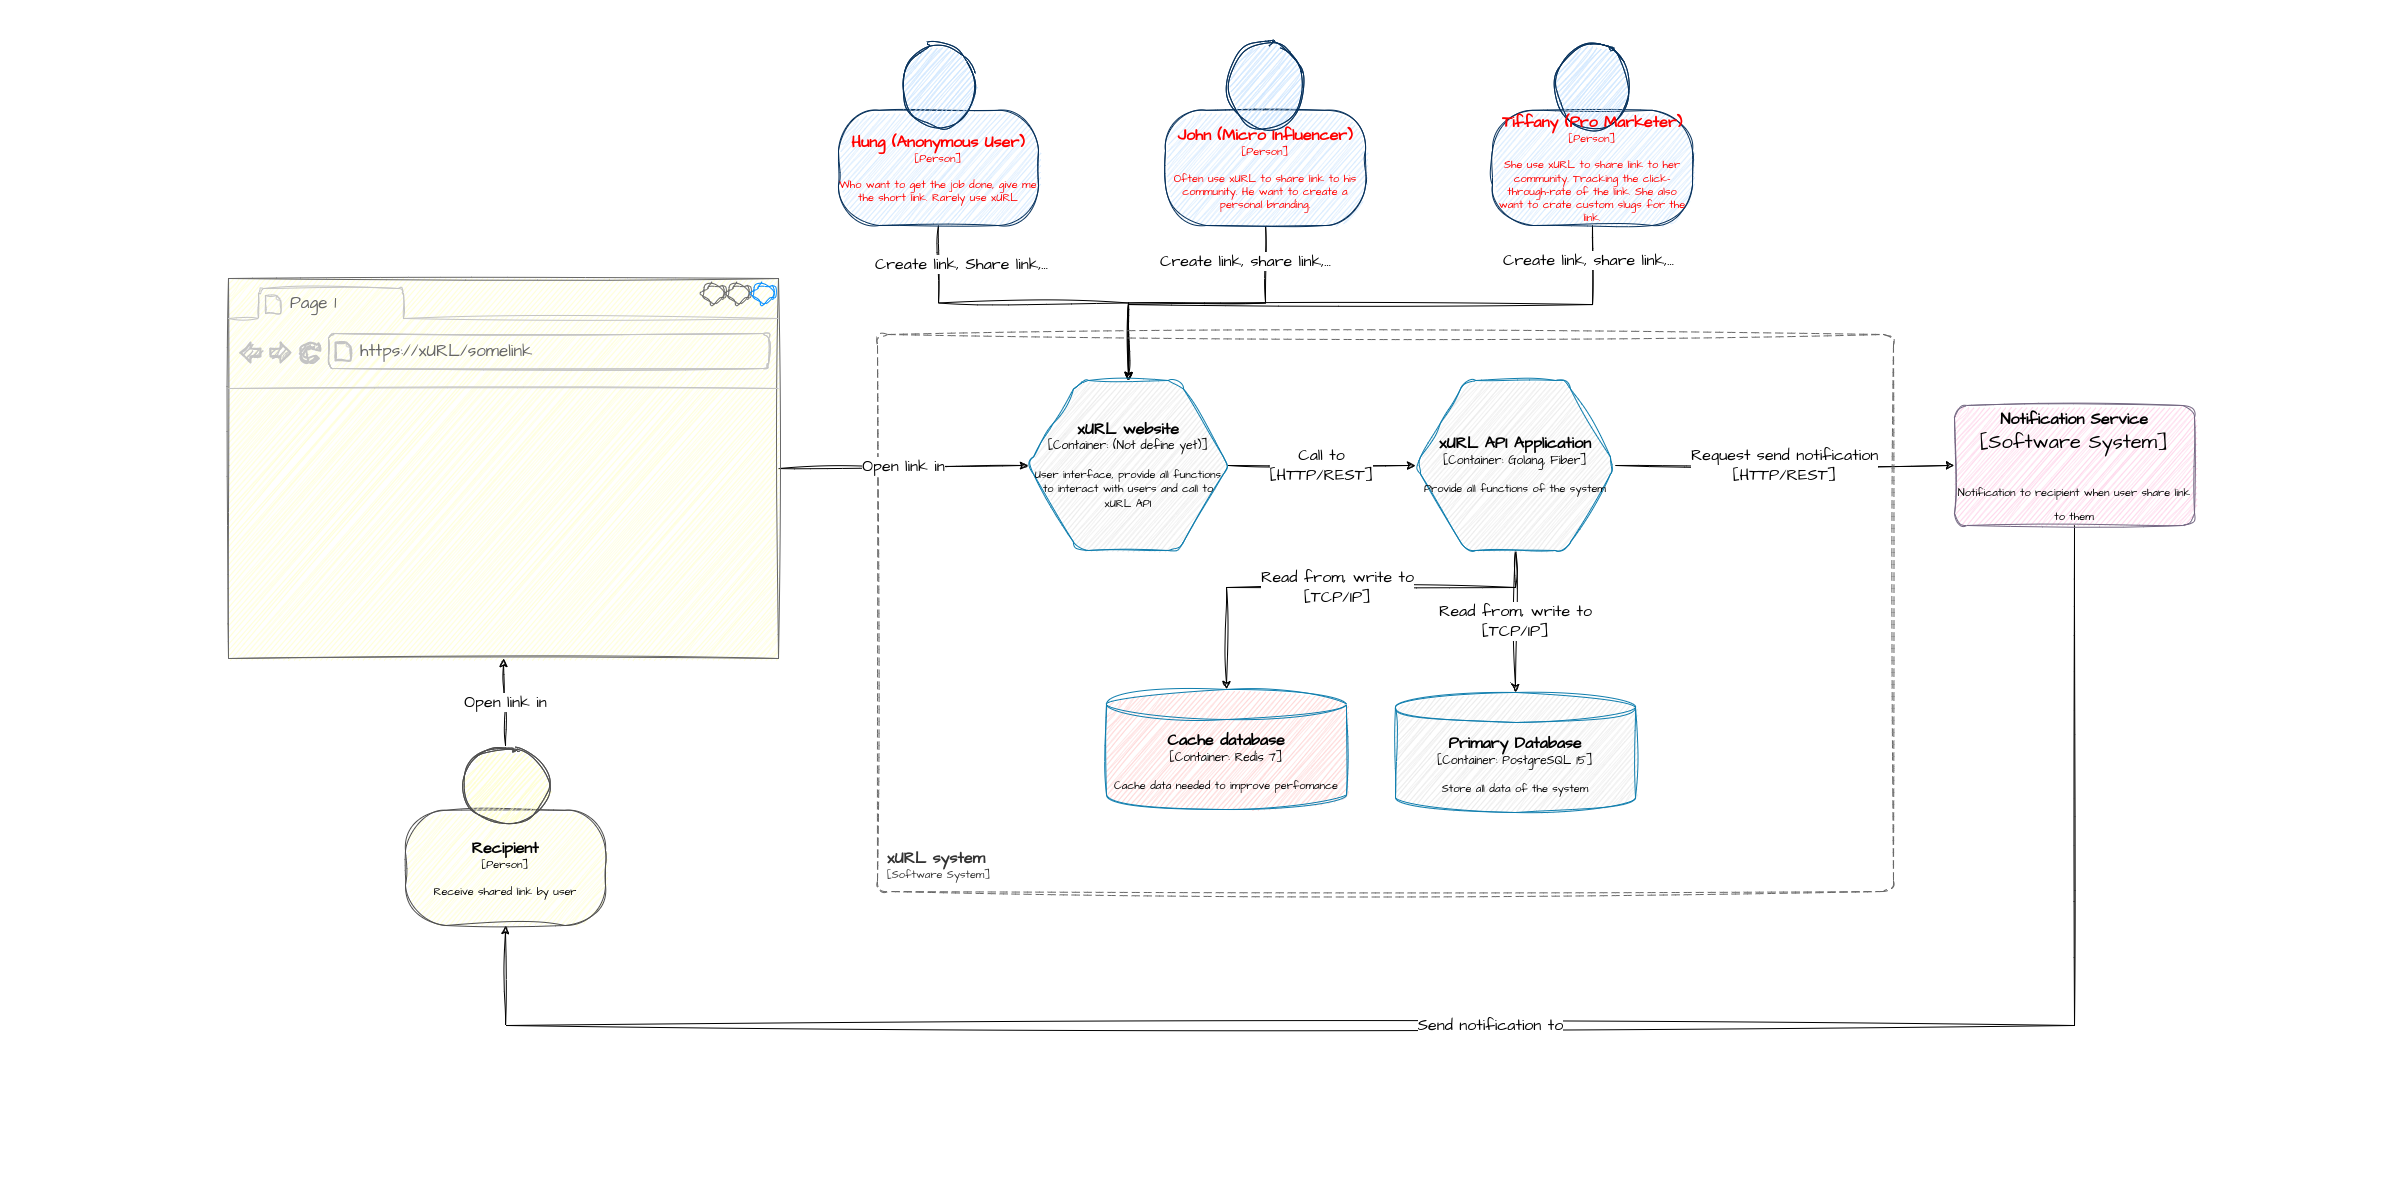 Hung (Anonymous User)
[Person]
Who want to get the job done, give me
the short link. Rarely use xURL
John (Micro Influencer)
[Person]
Often use xURL to share link to his
community. He want to create a
personal branding.
Tiffany (Pro Marketer)
[Person]
She use xURL to share link to her
community. Tracking the click-
through-rate of the link. She also
want to crate custom slugs for the
link.
Create link, Share link,...
Create link, share link,...
Create link, share link,...
Page 1
https://xURL/somelink
Open link in
xURL website
[Container: (Not define yet)]
User interface, provide all functions
to interact with users and call to
xURL API
Call to
[HTTP/REST]
xURL API Application
[Container: Golang, Fiber]
Provide all functions of the system
Request send notification
[HTTP/REST]
Notification Service
[Software System]
Notification to recipient when user share link
to them
Read from, write to
[TCP/IP]
Read from, write to
[TCP/IP]
Open link in
Cache database
[Container: Redis 7]
Cache data needed to improve perfomance
Primary Database
[Container: PostgreSQL 15]
Store all data of the system
Recipient
[Person]
Receive shared link by user
xURL system
[Software System]
Send notification to